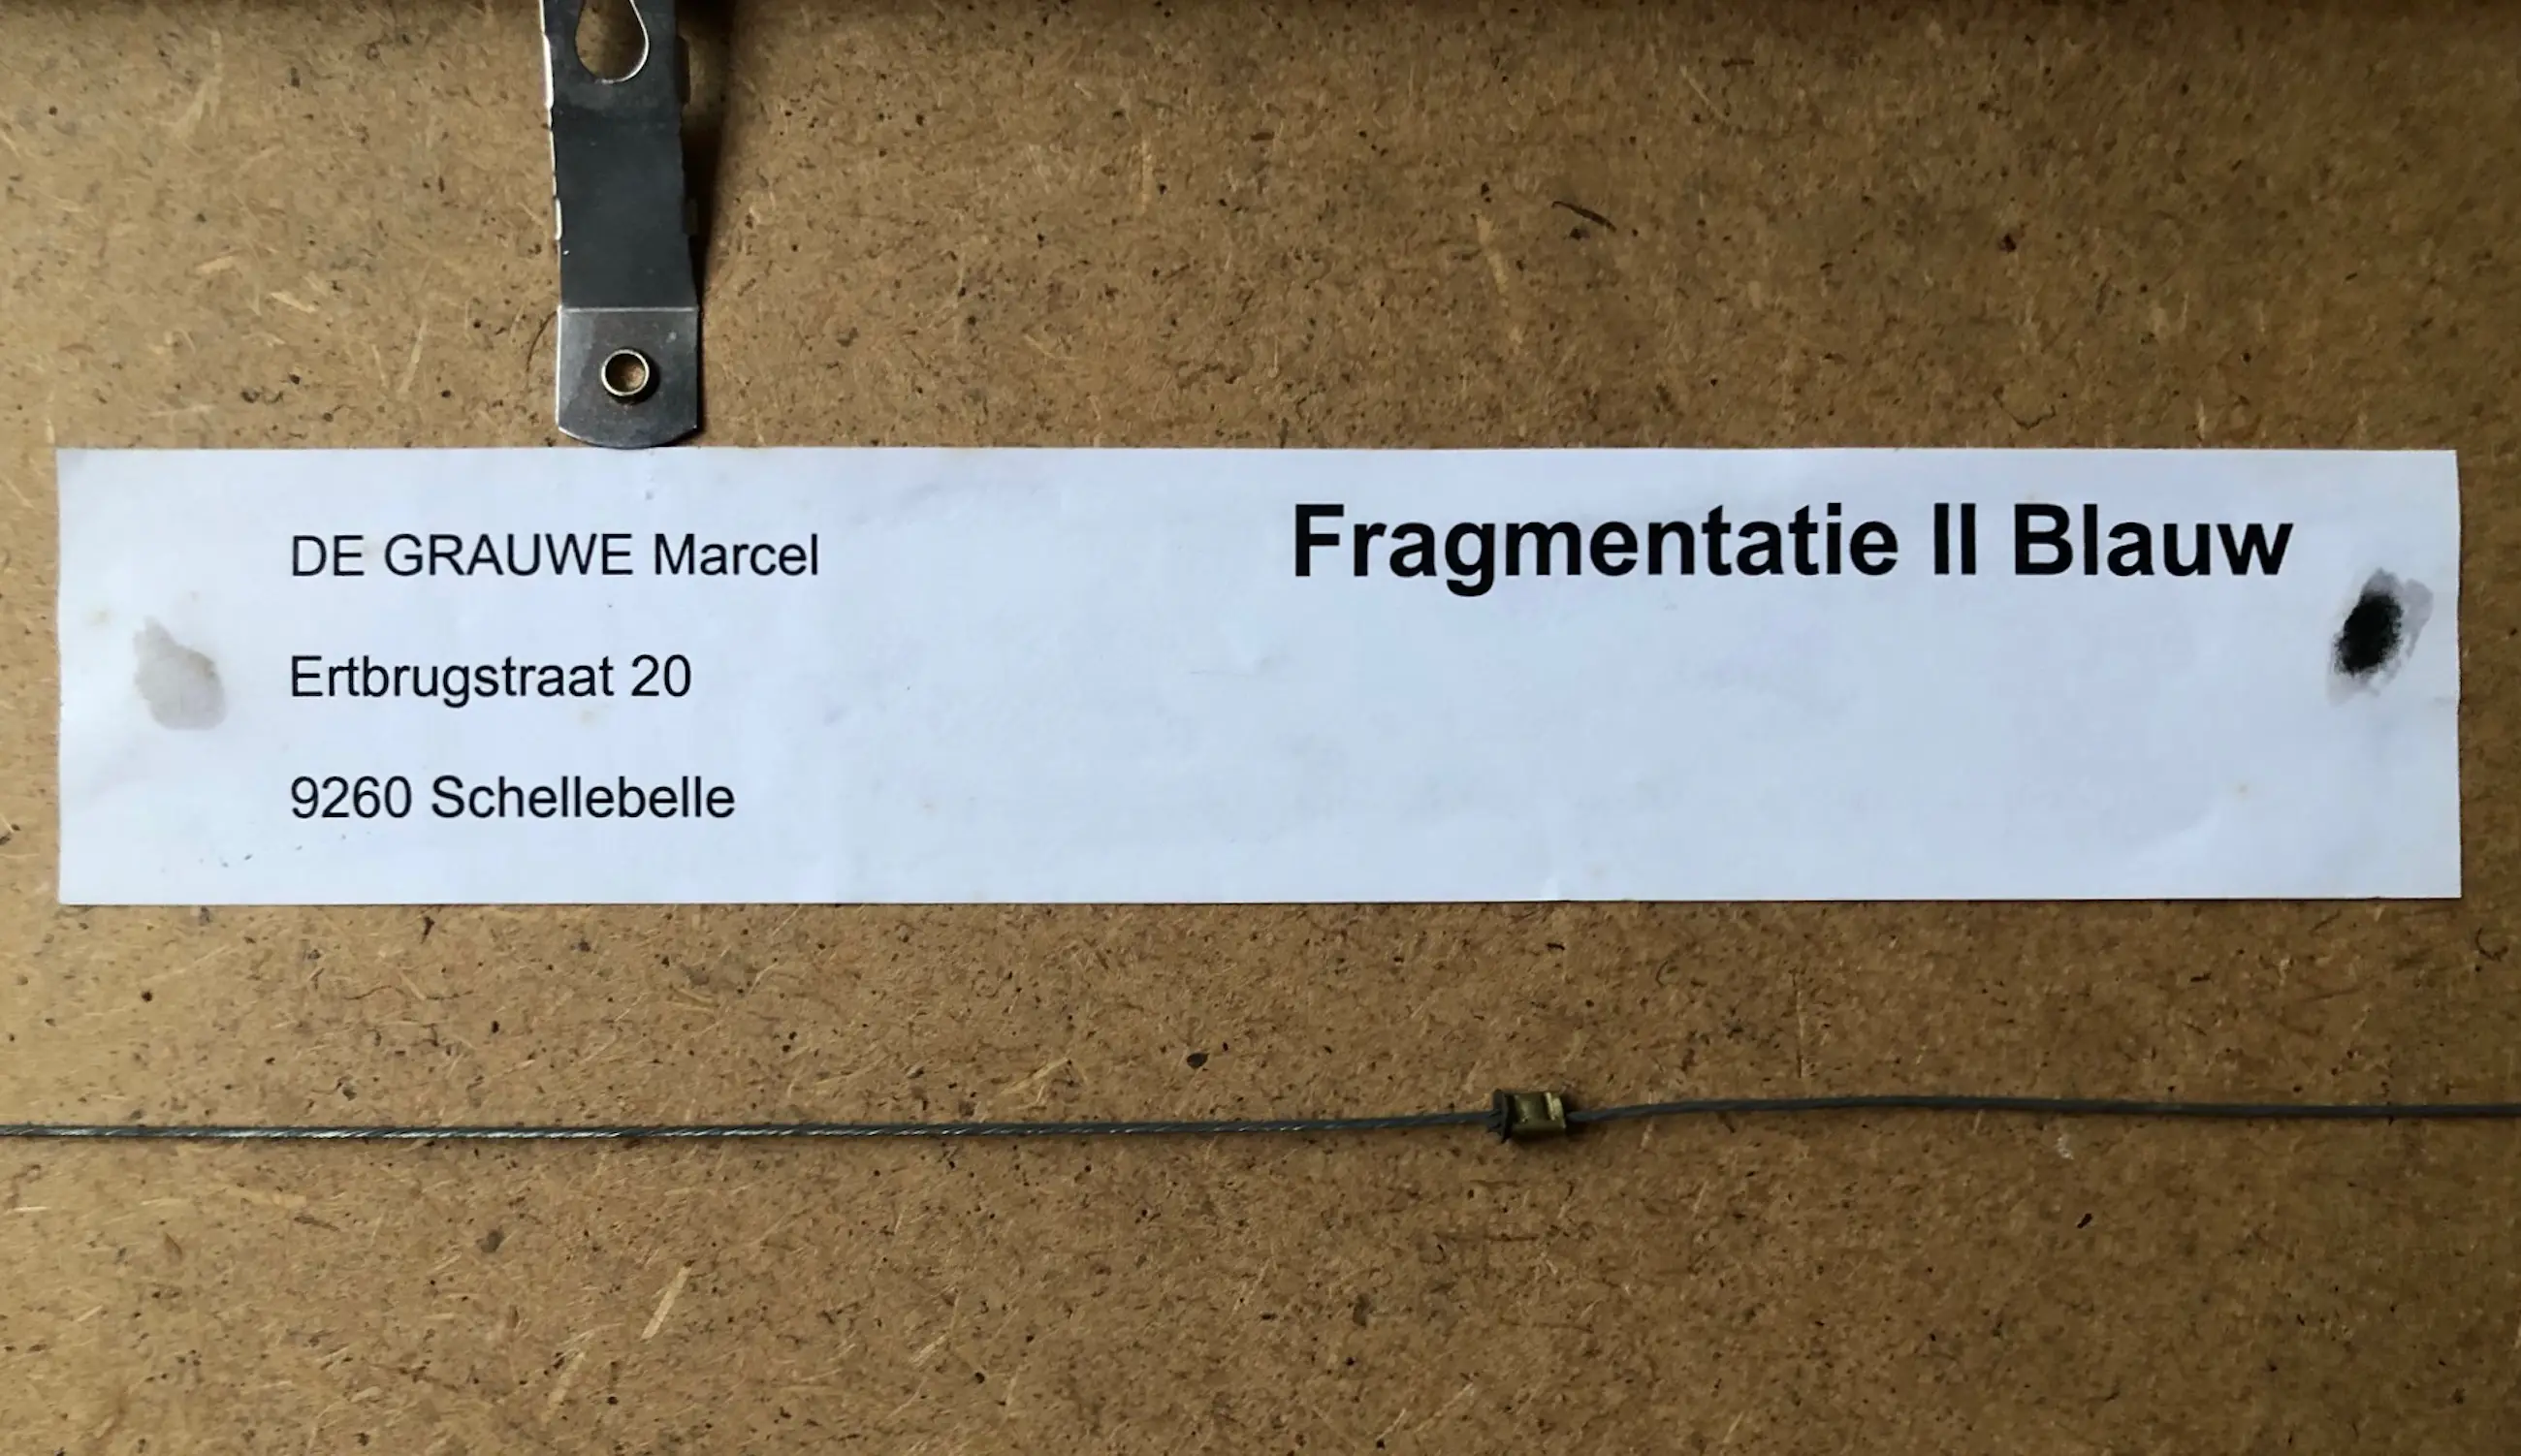 DE GRAUWE Marcel
Fragmentatie II Blauw
Ertbrugstraat 20
9260 Schellebelle